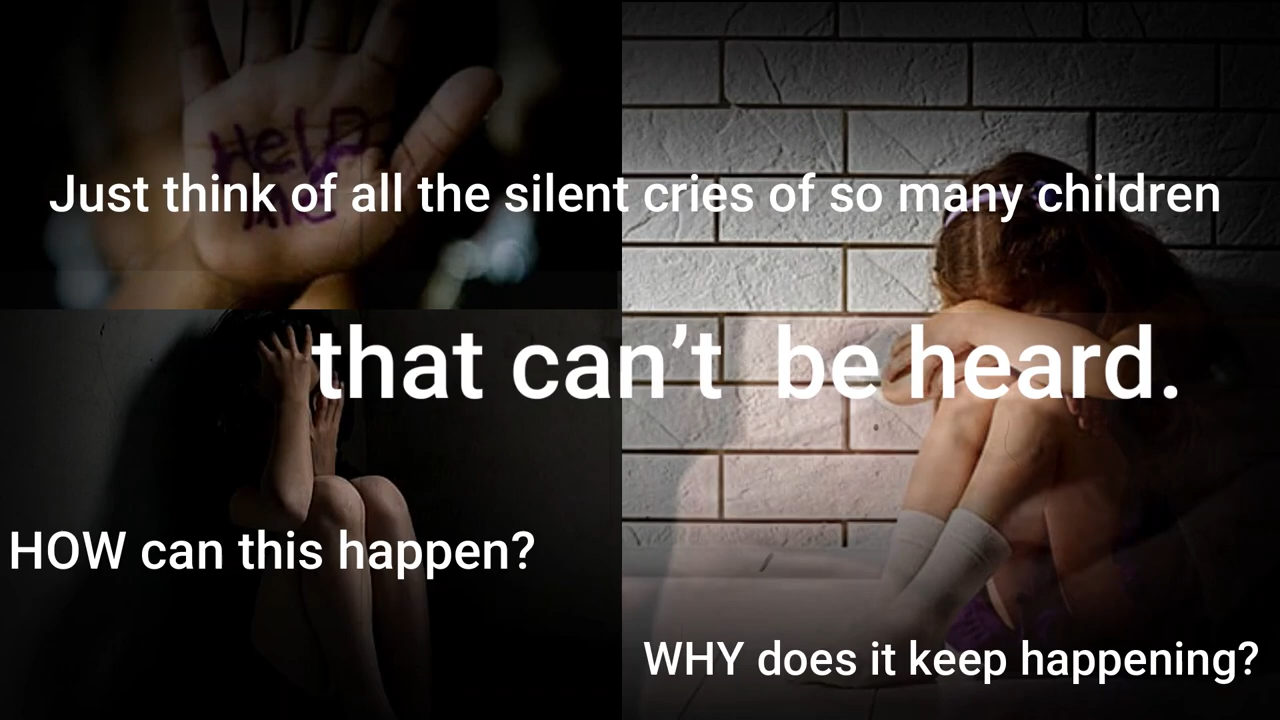 Help
Me
Just think of all the silent cries of so many children
that can’t be heard.
HOW can this happen?
WHY does it keep happening?